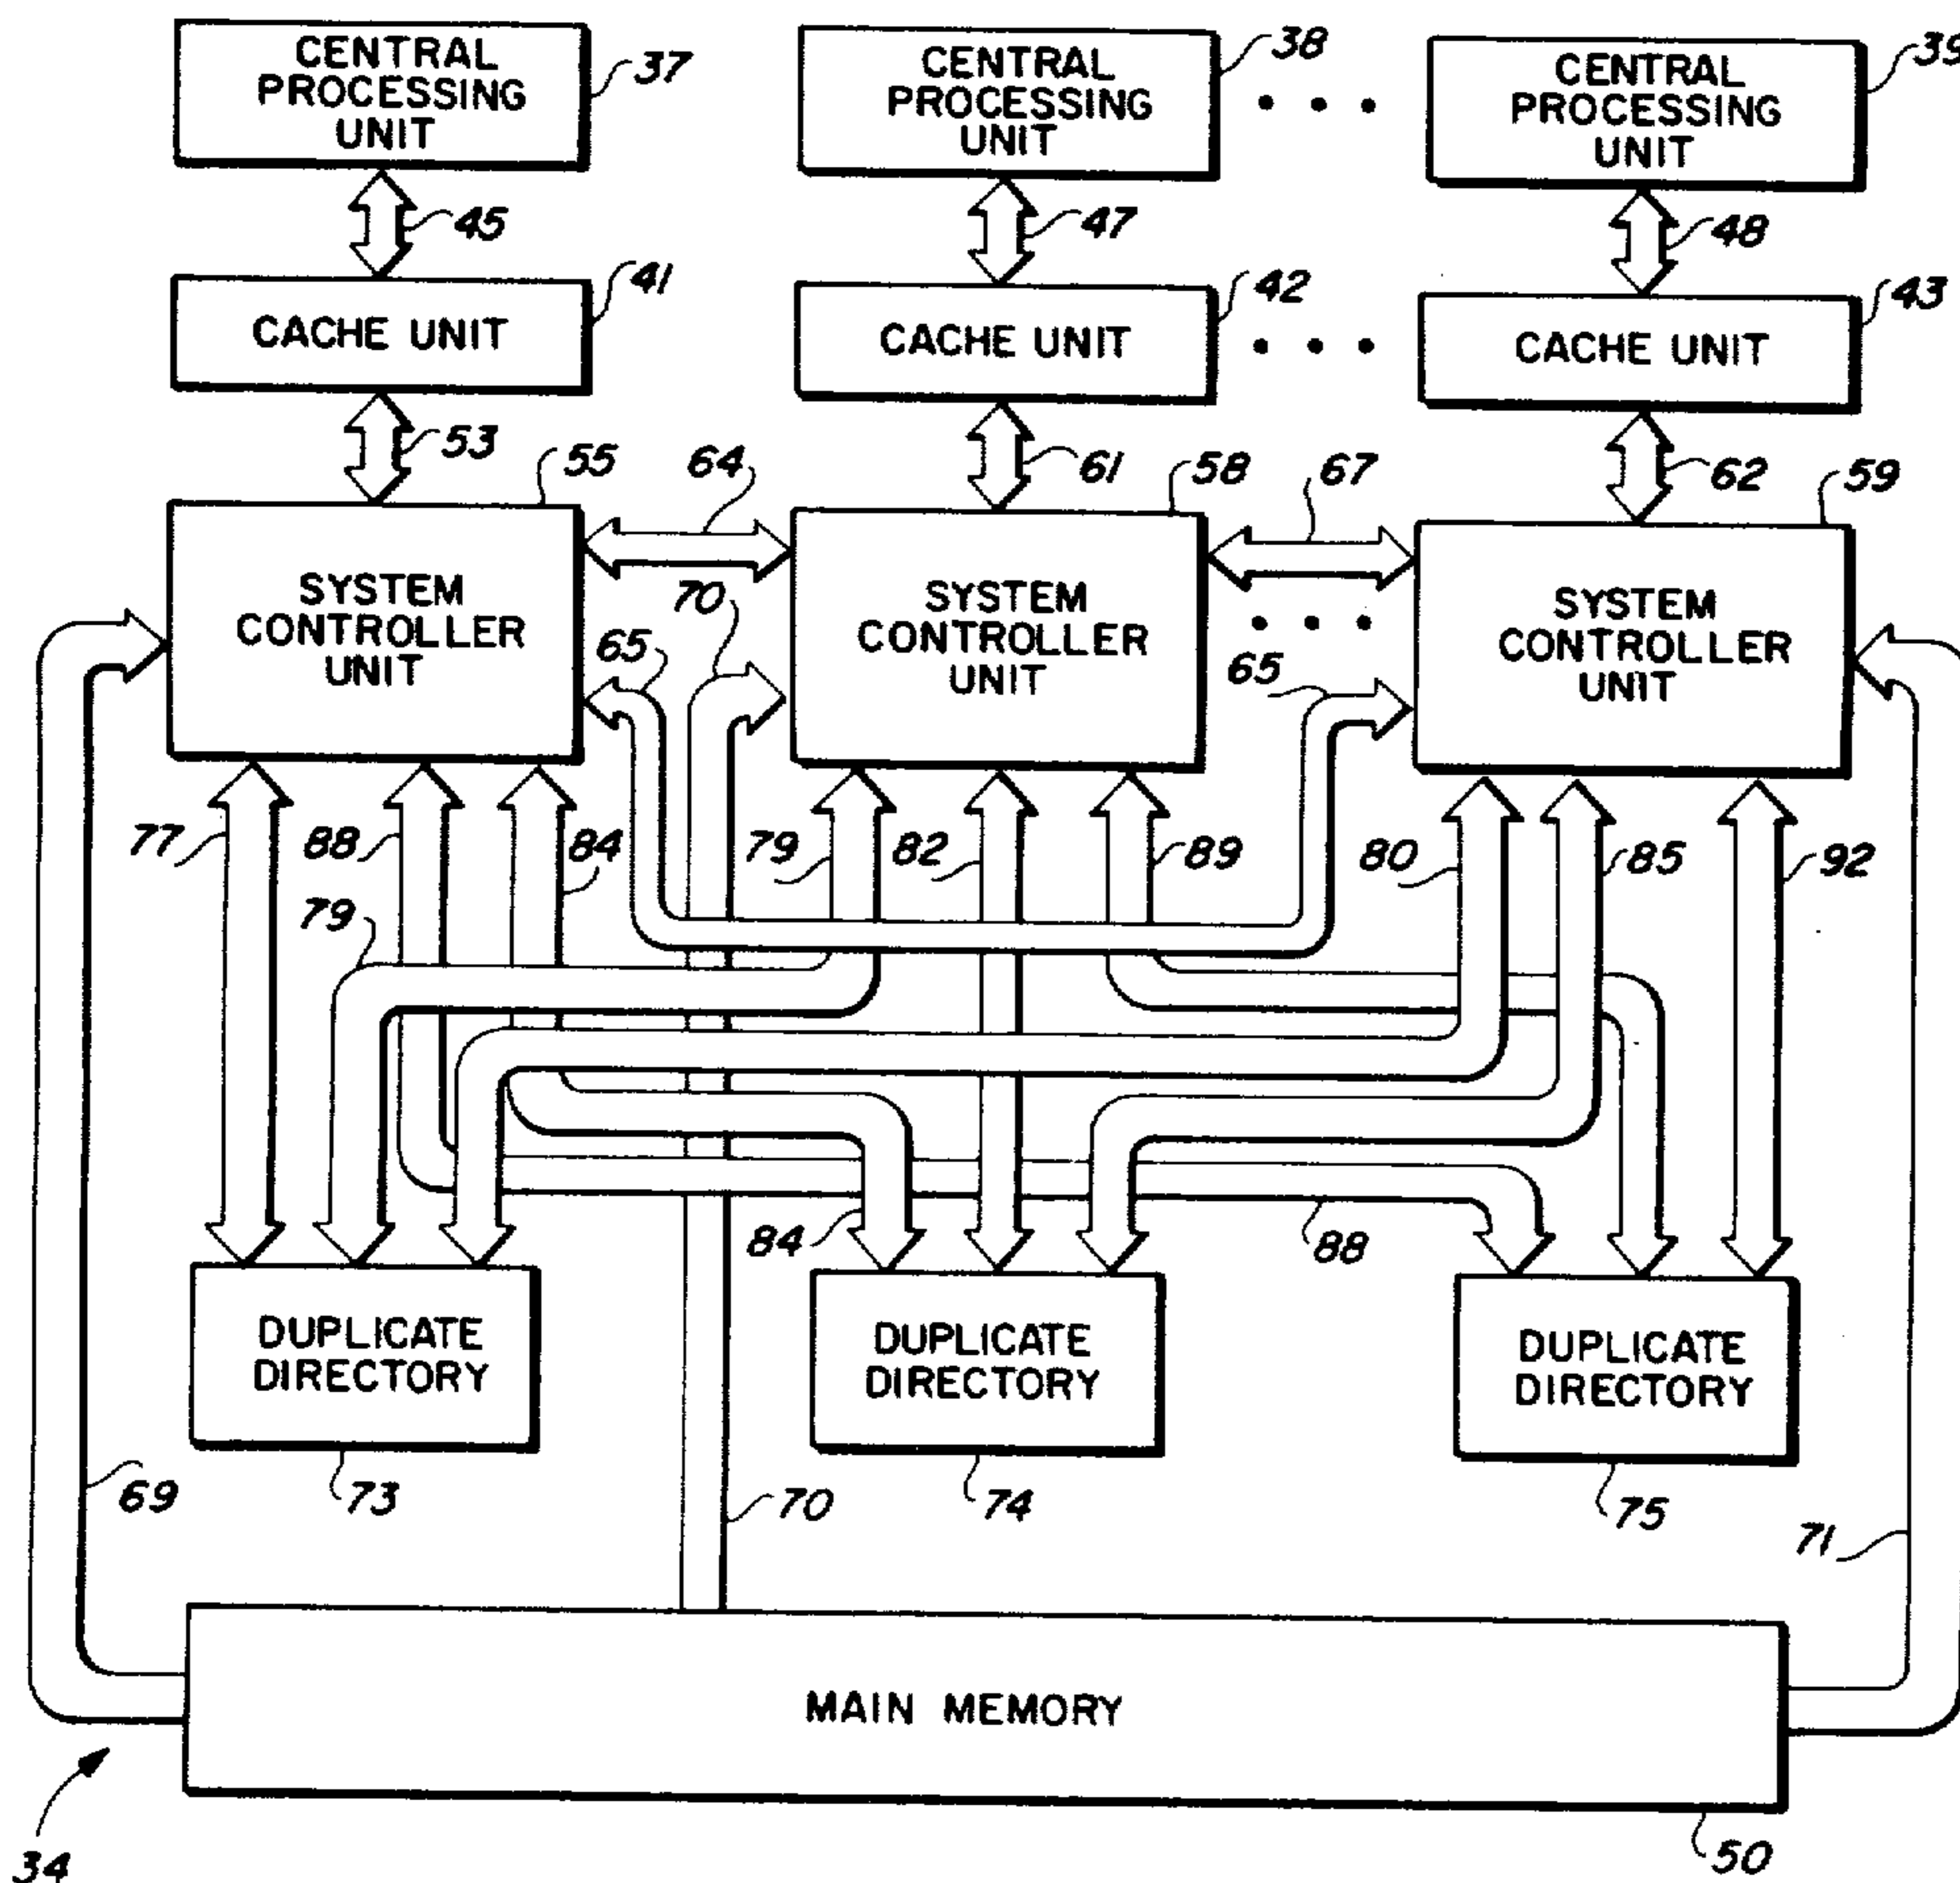 CENTRAL
PROCESSING
UNIT
37
CENTRAL
PROCESSING
UNIT
38
CENTRAL
PROCESSING
UNIT
39
45
47
48
CACHE UNIT
41
CACHE UNIT
42
CACHE UNIT
43
53
55
64
61
58
67
62
59
SYSTEM
CONTROLLER
UNIT
70
65
SYSTEM
CONTROLLER
UNIT
65
SYSTEM
CONTROLLER
UNIT
77
88
84
79
82
89
80
85
92
79
84
88
DUPLICATE
DIRECTORY
73
DUPLICATE
DIRECTORY
74
DUPLICATE
DIRECTORY
75
69
70
71
MAIN MEMORY
34
50